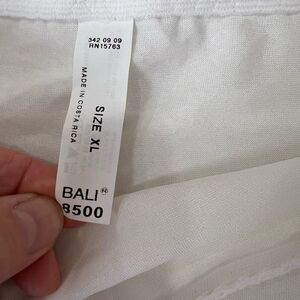 342 09 09
RN15763
SIZE XL
MADE IN COSTA RICA
BALI®
8500